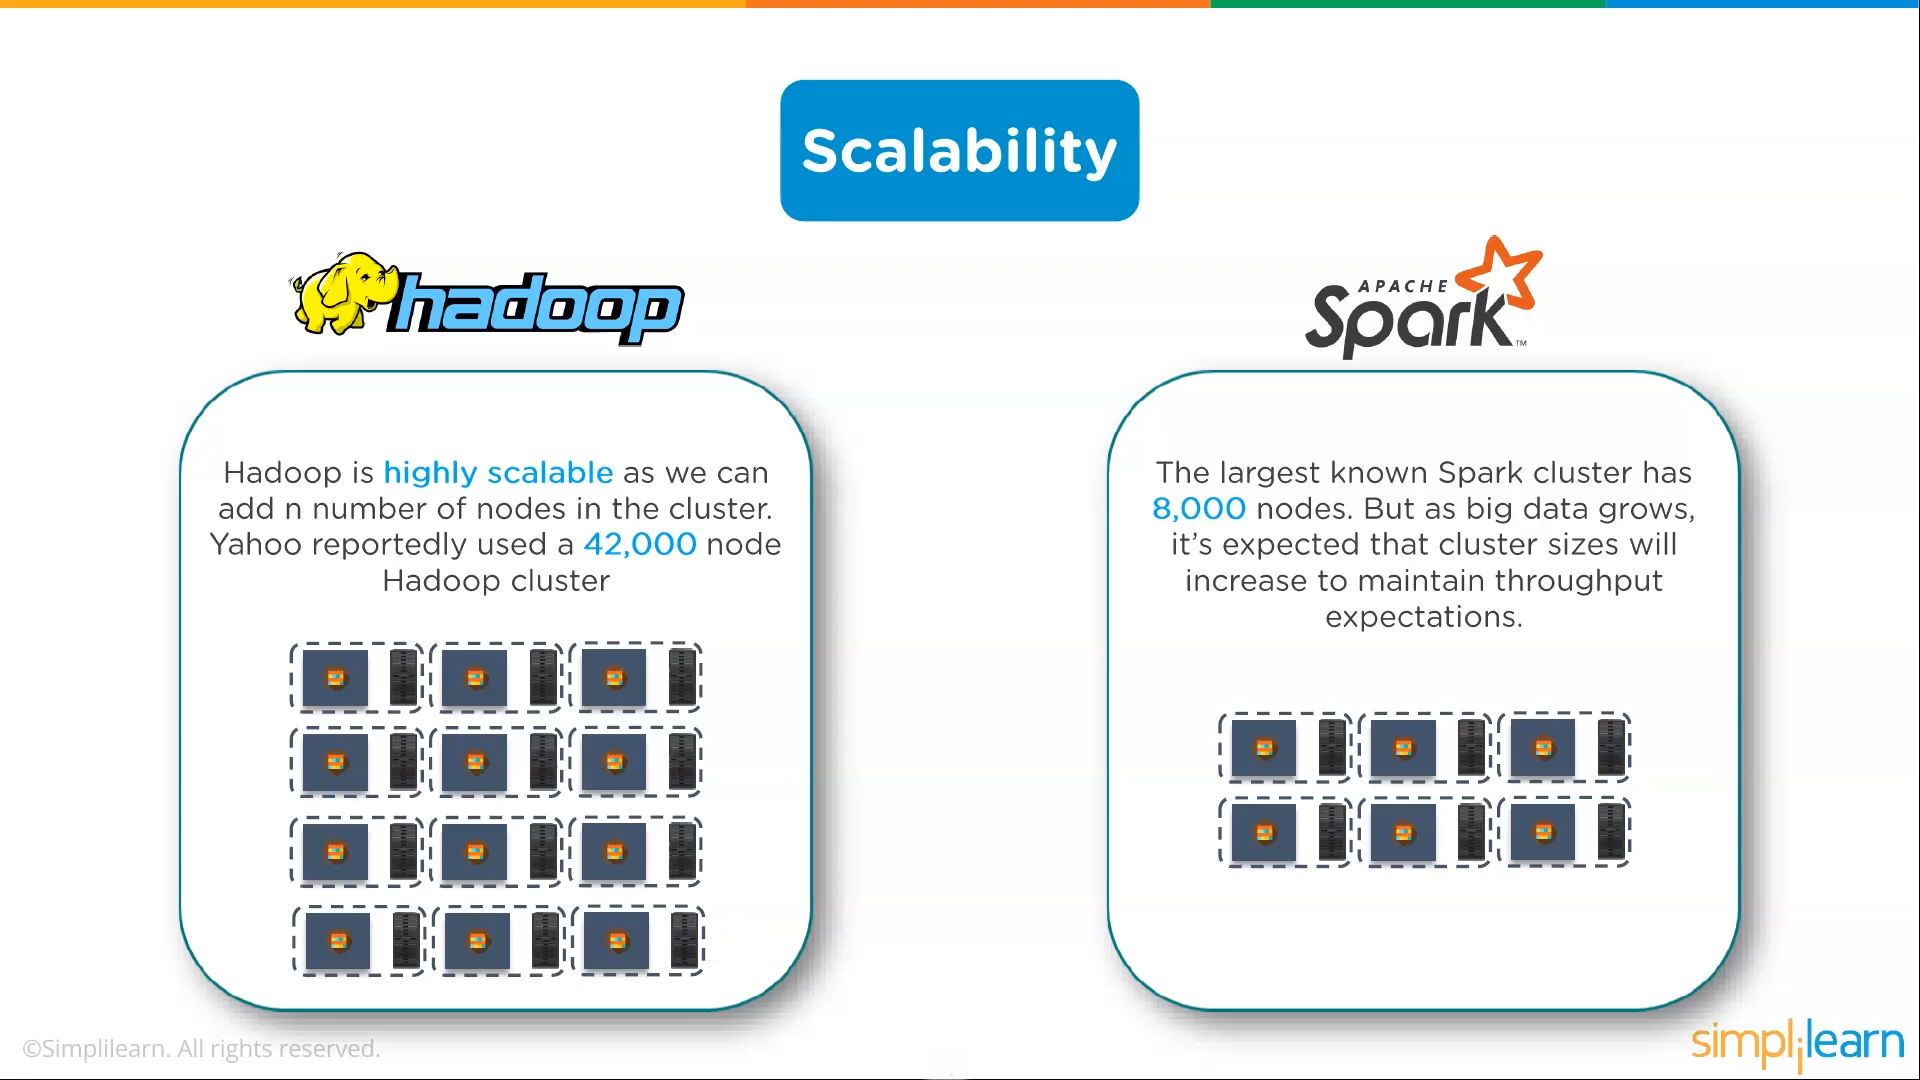 Scalability
hadoop
APACHE
Spark™
Hadoop is highly scalable as we can
add n number of nodes in the cluster.
Yahoo reportedly used a 42,000 node
Hadoop cluster
The largest known Spark cluster has
8,000 nodes. But as big data grows,
it’s expected that cluster sizes will
increase to maintain throughput
expectations.
©Simplilearn. All rights reserved.
simplilearn